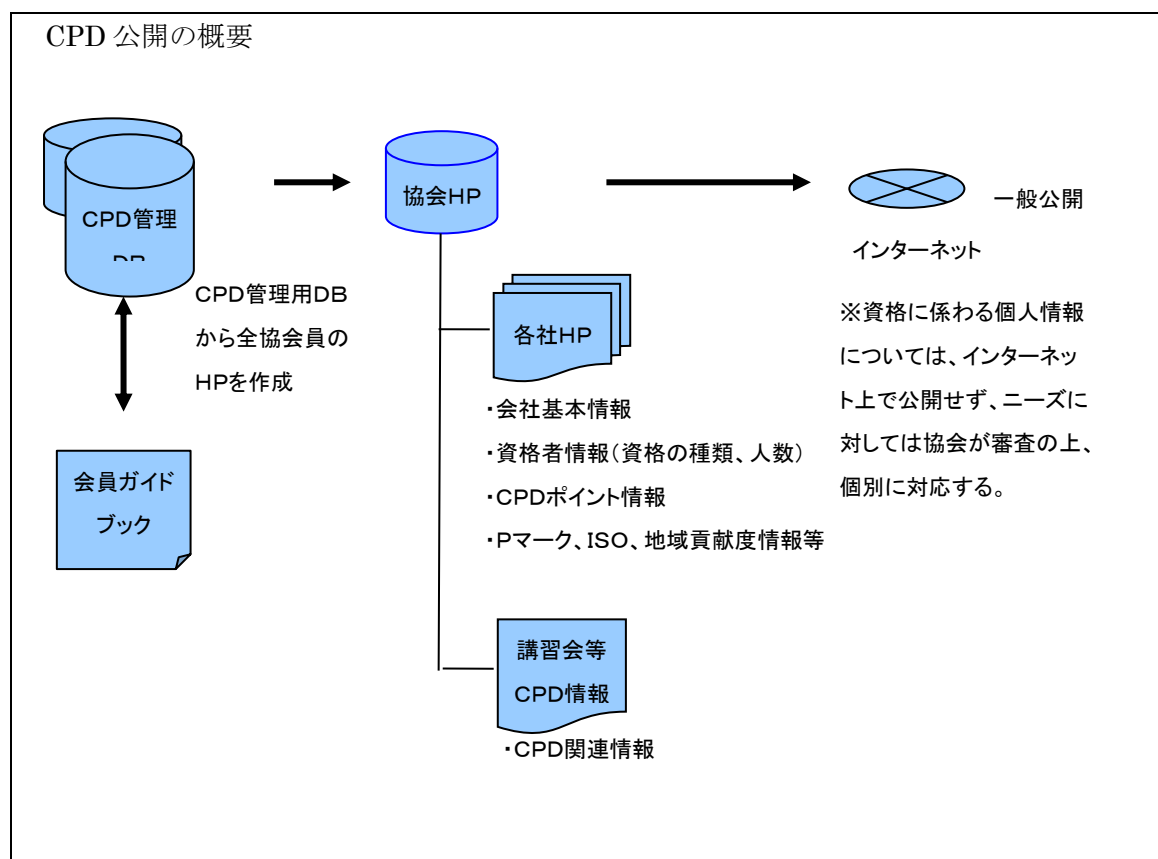 CPD 公開の概要
CPD管理
DB
CPD管理用DB
から全協会員の
HPを作成
会員ガイド
ブック
協会HP
各社HP
・会社基本情報
・資格者情報（資格の種類、人数）
・CPDポイント情報
・Pマーク、ISO、地域貢献度情報等
講習会等
CPD情報
・CPD関連情報
一般公開
インターネット
※資格に係わる個人情報
については、インターネッ
ト上で公開せず、ニーズに
対しては協会が審査の上、
個別に対応する。